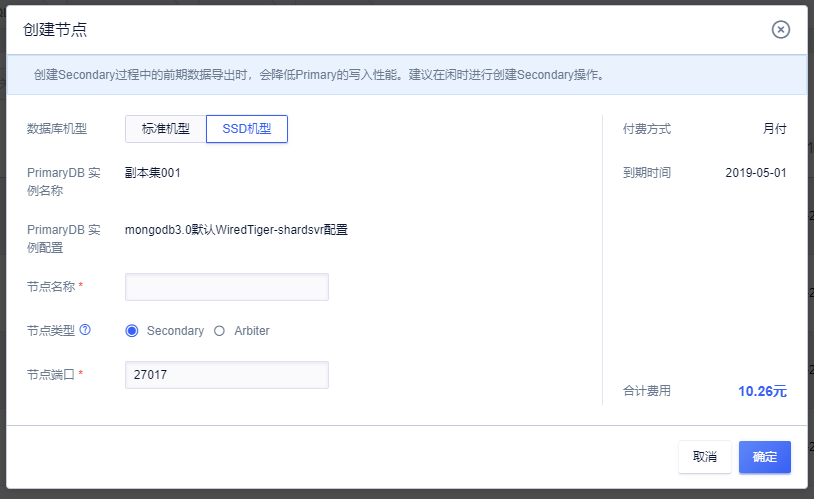 创建节点
创建Secondary过程中的前期数据导出时，会降低Primary的写入性能。建议在闲时进行创建Secondary操作。
数据库机型 标准机型 SSD机型
PrimaryDB 实
例名称
副本集001
PrimaryDB 实
例配置
mongodb3.0默认WiredTiger-shardsvr配置
节点名称 *
节点类型 Secondary Arbiter
节点端口 * 27017
付费方式 月付
到期时间 2019-05-01
合计费用 10.26元
取消 确定